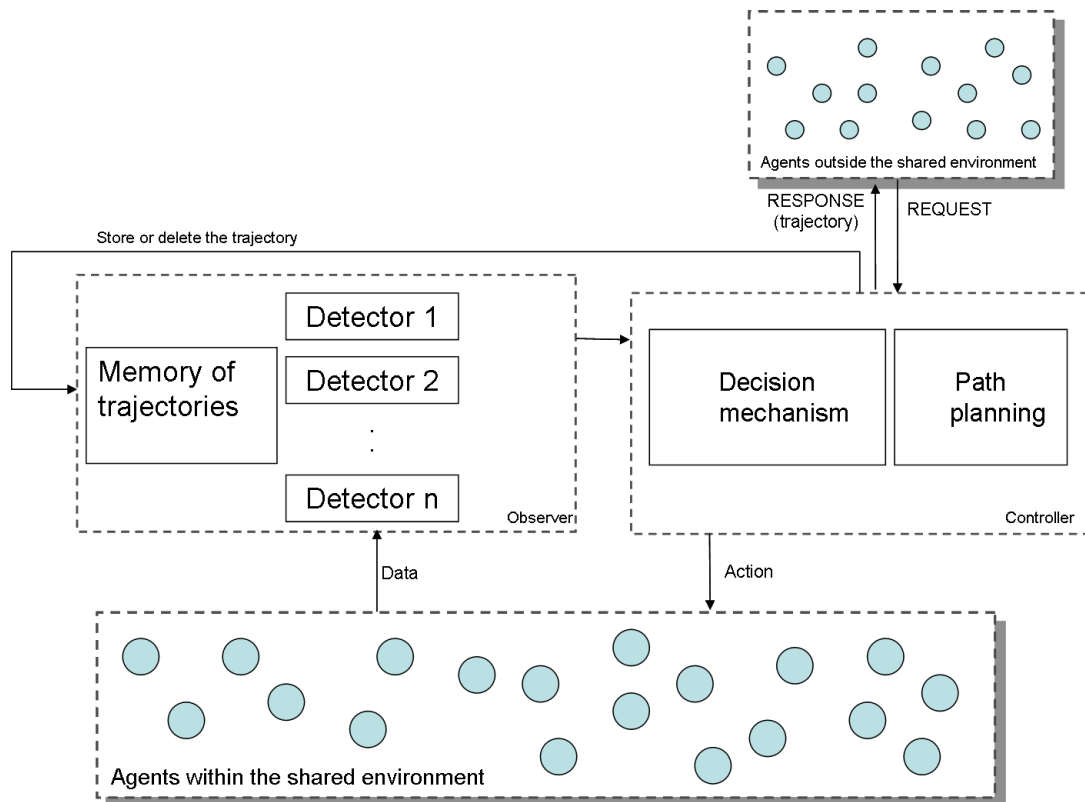 Agents outside the shared environment
RESPONSE
(trajectory)
REQUEST
Store or delete the trajectory
Memory of
trajectories
Detector 1
Detector 2
:
Detector n
Observer
Decision
mechanism
Path
planning
Controller
Data
Action
Agents within the shared environment